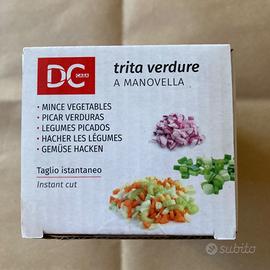 DC CASA
trita verdure
A MANOVELLA
• MINCE VEGETABLES
• PICAR VERDURAS
• LEGUMES PICADOS
• HACHER LES LÉGUMES
• GEMÜSE HACKEN
Taglio istantaneo
Instant cut
subito